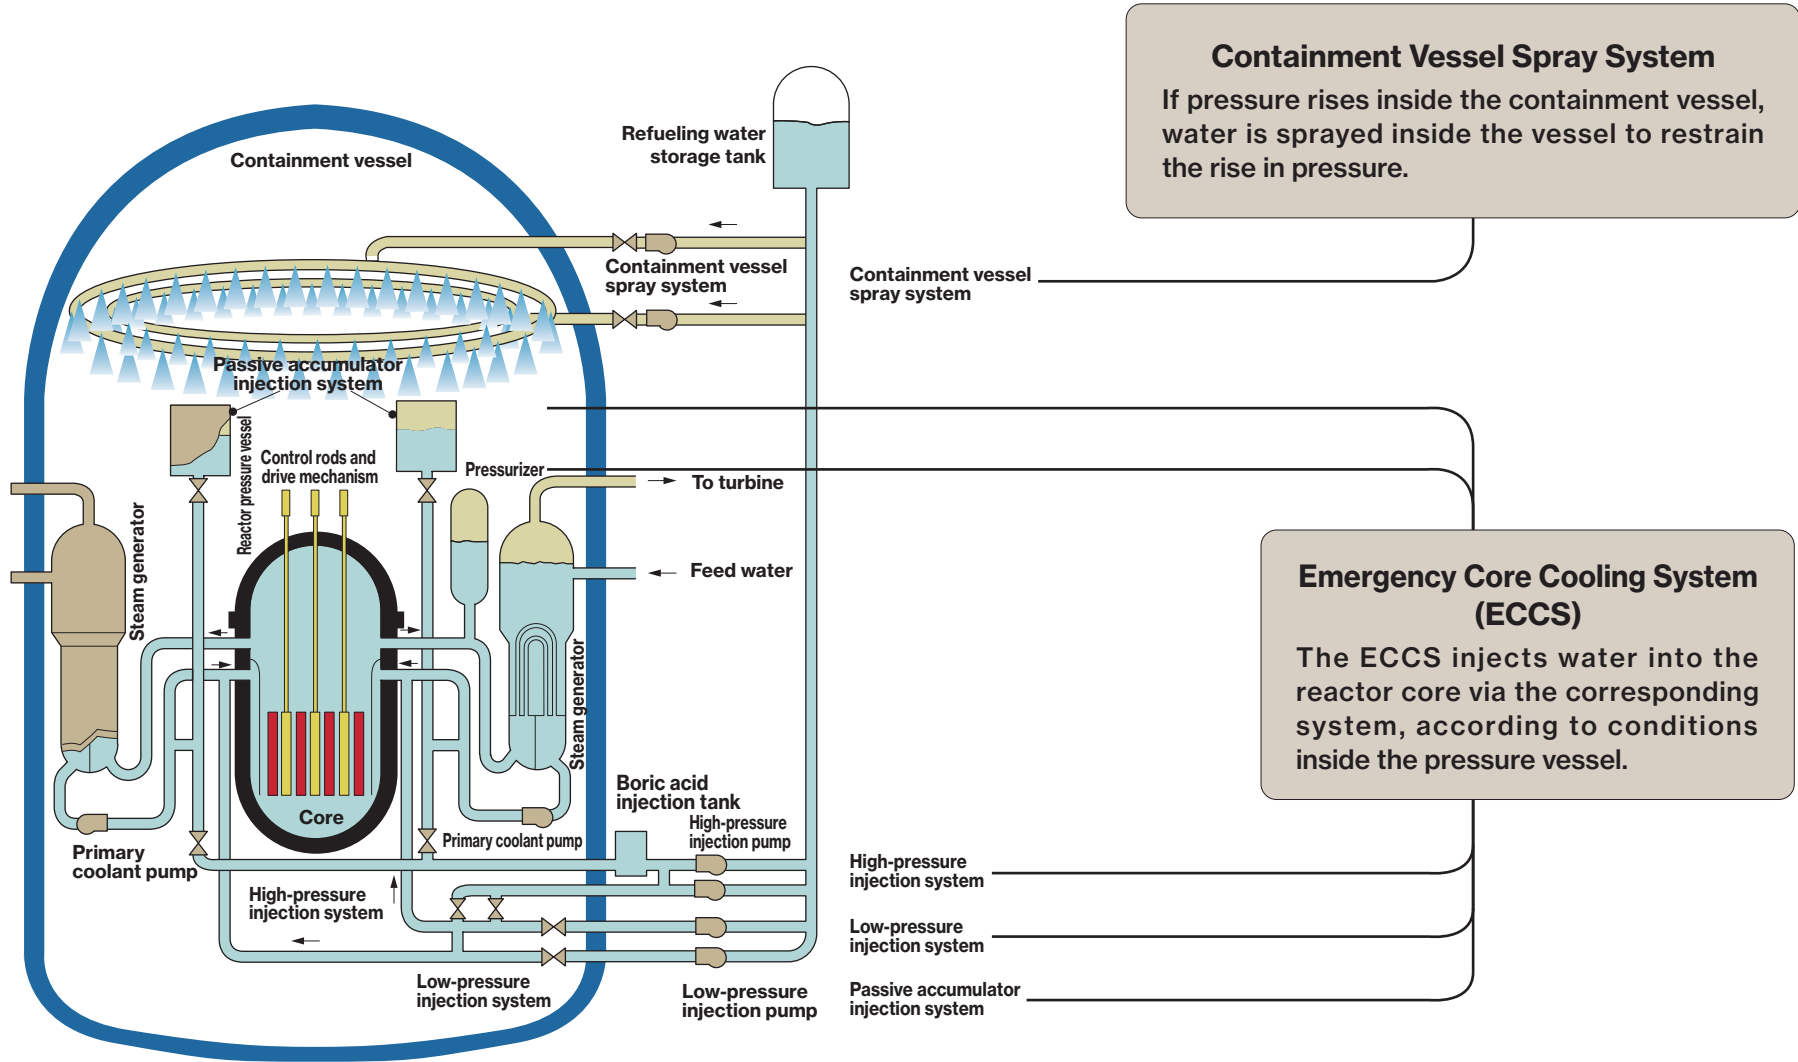 Containment Vessel Spray System
If pressure rises inside the containment vessel,
water is sprayed inside the vessel to restrain
the rise in pressure.
Refueling water
storage tank
Containment vessel
Containment vessel
spray system
Containment vessel
spray system
Passive accumulator
injection system
Reactor pressure vessel
Control rods and
drive mechanism
Pressurizer
To turbine
Steam generator
Feed water
Emergency Core Cooling System
(ECCS)
The ECCS injects water into the
reactor core via the corresponding
system, according to conditions
inside the pressure vessel.
Steam generator
Boric acid
injection tank
Core
High-pressure
injection pump
Primary coolant pump
Primary
coolant pump
High-pressure
injection system
High-pressure
injection system
Low-pressure
injection system
Low-pressure
injection system
Low-pressure
injection pump
Passive accumulator
injection system